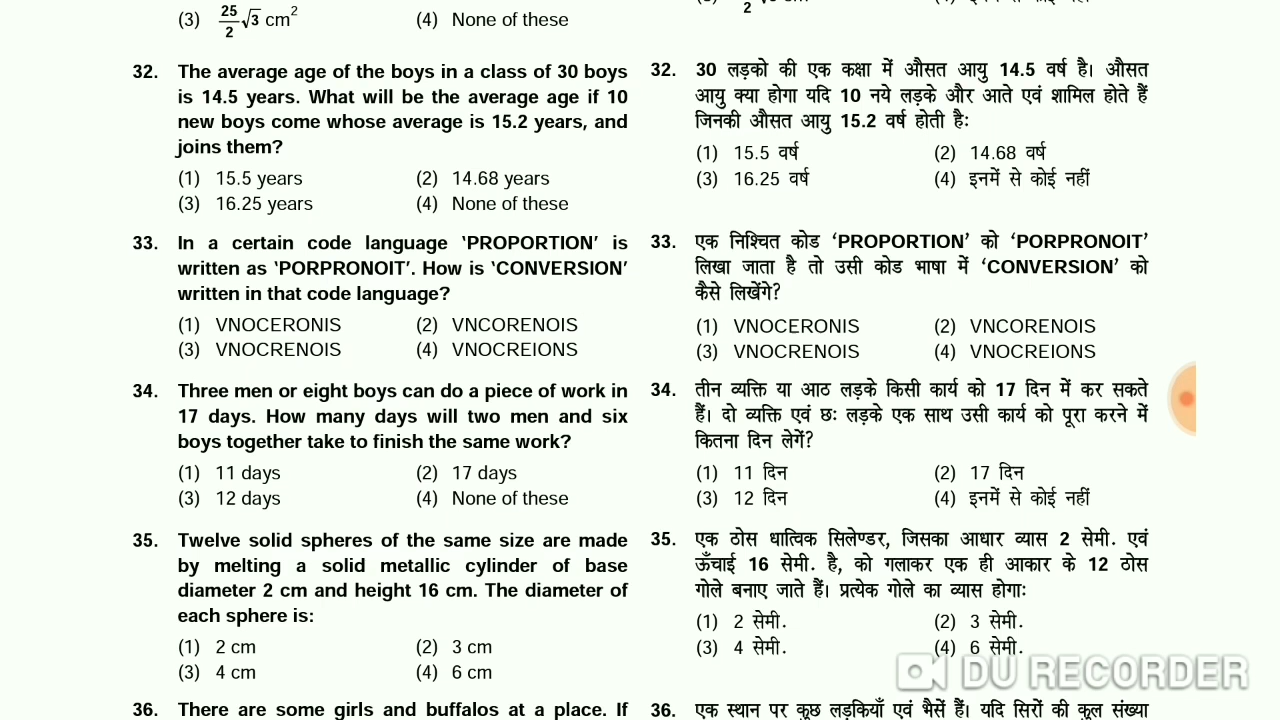 (3) 25/2 √3 cm² (4) None of these
32. The average age of the boys in a class of 30 boys
is 14.5 years. What will be the average age if 10
new boys come whose average is 15.2 years, and
joins them?
(1) 15.5 years (2) 14.68 years
(3) 16.25 years (4) None of these
33. In a certain code language ‘PROPORTION’ is
written as ‘PORPRONOIT’. How is ‘CONVERSION’
written in that code language?
(1) VNOCERONIS (2) VNCORENOIS
(3) VNOCRENOIS (4) VNOCREIONS
34. Three men or eight boys can do a piece of work in
17 days. How many days will two men and six
boys together take to finish the same work?
(1) 11 days (2) 17 days
(3) 12 days (4) None of these
35. Twelve solid spheres of the same size are made
by melting a solid metallic cylinder of base
diameter 2 cm and height 16 cm. The diameter of
each sphere is:
(1) 2 cm (2) 3 cm
(3) 4 cm (4) 6 cm
36. There are some girls and buffalos at a place. If
32. 30 लड़को की एक कक्षा में औसत आयु 14.5 वर्ष है। औसत
आयु क्या होगा यदि 10 नये लड़के और आते एवं शामिल होते हैं
जिनकी औसत आयु 15.2 वर्ष होती हैः
(1) 15.5 वर्ष (2) 14.68 वर्ष
(3) 16.25 वर्ष (4) इनमें से कोई नहीं
33. एक निश्चित कोड ‘PROPORTION’ को ‘PORPRONOIT’
लिखा जाता है तो उसी कोड भाषा में ‘CONVERSION’ को
कैसे लिखेंगे?
(1) VNOCERONIS (2) VNCORENOIS
(3) VNOCRENOIS (4) VNOCREIONS
34. तीन व्यक्ति या आठ लड़के किसी कार्य को 17 दिन में कर सकते
हैं। दो व्यक्ति एवं छः लड़के एक साथ उसी कार्य को पूरा करने में
कितना दिन लेगें?
(1) 11 दिन (2) 17 दिन
(3) 12 दिन (4) इनमें से कोई नहीं
35. एक ठोस धात्विक सिलेण्डर, जिसका आधार व्यास 2 सेमी. एवं
ऊँचाई 16 सेमी. है, को गलाकर एक ही आकार के 12 ठोस
गोले बनाए जाते हैं। प्रत्येक गोले का व्यास होगाः
(1) 2 सेमी. (2) 3 सेमी.
(3) 4 सेमी. (4) 6 सेमी.
36. एक स्थान पर कुछ लड़कियाँ एवं भैसें हैं। यदि सिरों की कुल संख्या
DU RECORDER